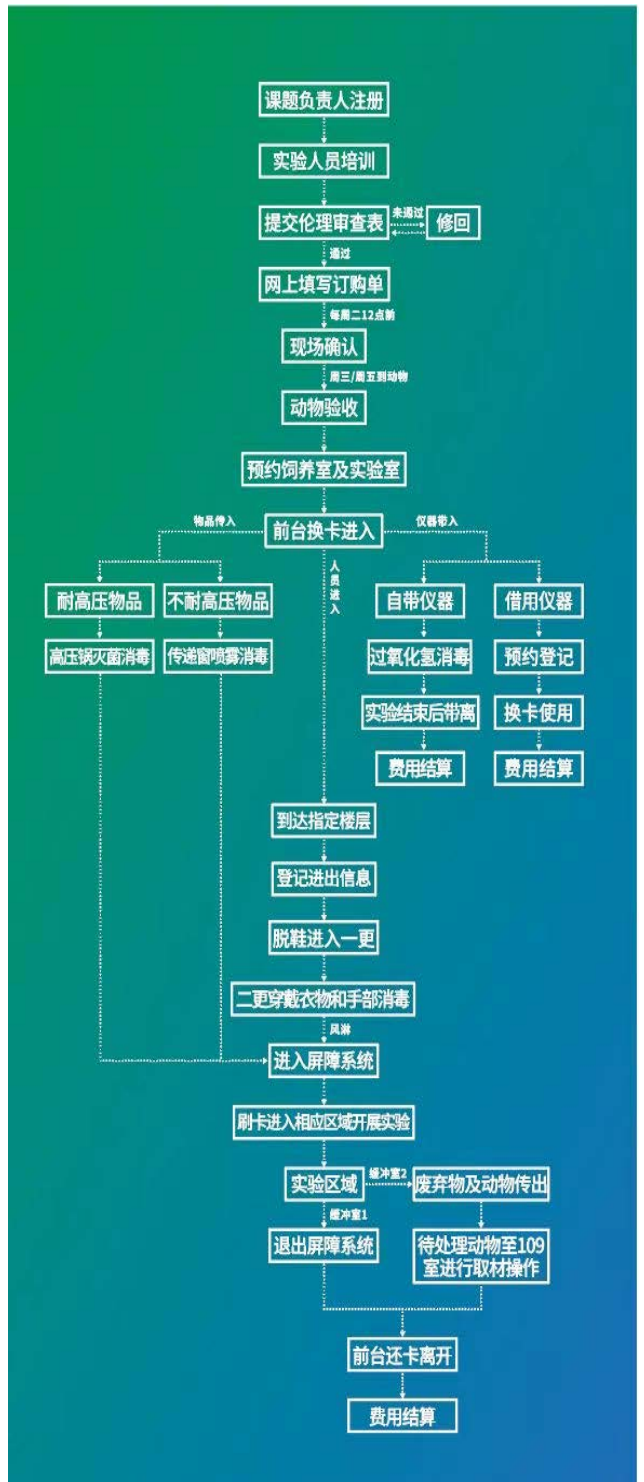 课题负责人注册
实验人员培训
提交伦理审查表
未通过
修回
通过
网上填写订购单
每周二12点前
现场确认
周三/周五到动物
动物验收
预约饲养室及实验室
物品传入
前台换卡进入
仪器带入
人员进入
耐高压物品
不耐高压物品
自带仪器
借用仪器
高压锅灭菌消毒
传递窗喷雾消毒
过氧化氢消毒
预约登记
实验结束后带离
换卡使用
费用结算
费用结算
到达指定楼层
登记进出信息
脱鞋进入一更
二更穿戴衣物和手部消毒
风淋
进入屏障系统
刷卡进入相应区域开展实验
实验区域
缓冲室2
废弃物及动物传出
缓冲室1
退出屏障系统
待处理动物至109
室进行取材操作
前台还卡离开
费用结算